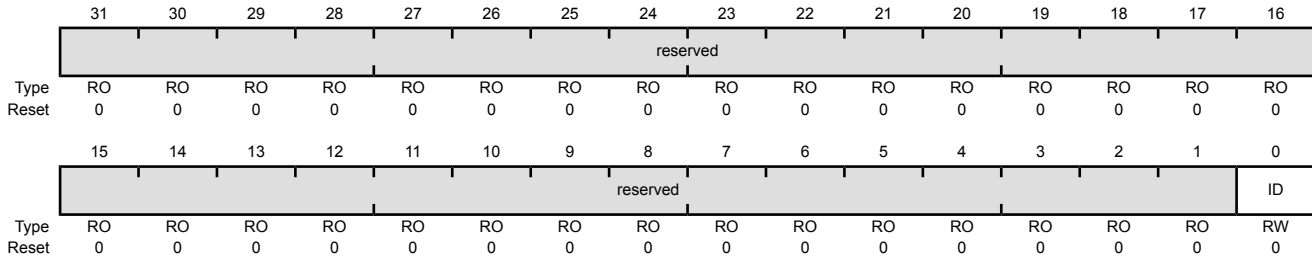 31 30 29 28 27 26 25 24 23 22 21 20 19 18 17 16
reserved
Type RO RO RO RO RO RO RO RO RO RO RO RO RO RO RO RO
Reset 0 0 0 0 0 0 0 0 0 0 0 0 0 0 0 0
15 14 13 12 11 10 9 8 7 6 5 4 3 2 1 0
reserved ID
Type RO RO RO RO RO RO RO RO RO RO RO RO RO RO RO RW
Reset 0 0 0 0 0 0 0 0 0 0 0 0 0 0 0 0